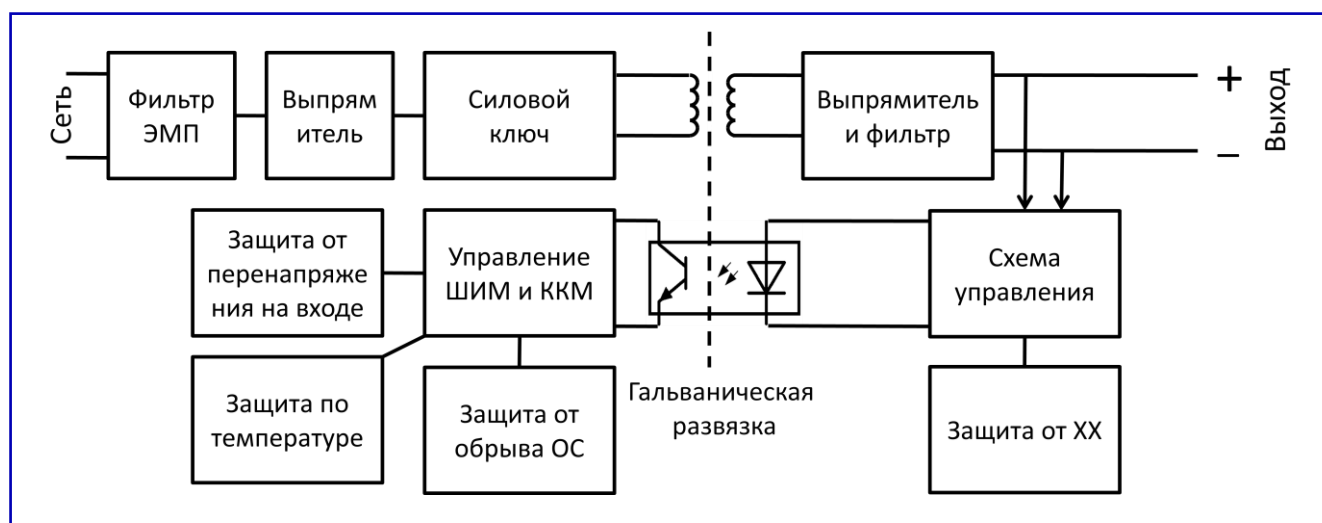 Сеть
Фильтр
ЭМП
Выпрям
итель
Силовой
ключ
Выпрямитель
и фильтр
+
–
Выход
Защита от
перенапряже
ния на входе
Управление
ШИМ и ККМ
Схема
управления
Защита по
температуре
Защита от
обрыва ОС
Гальваническая
развязка
Защита от ХХ